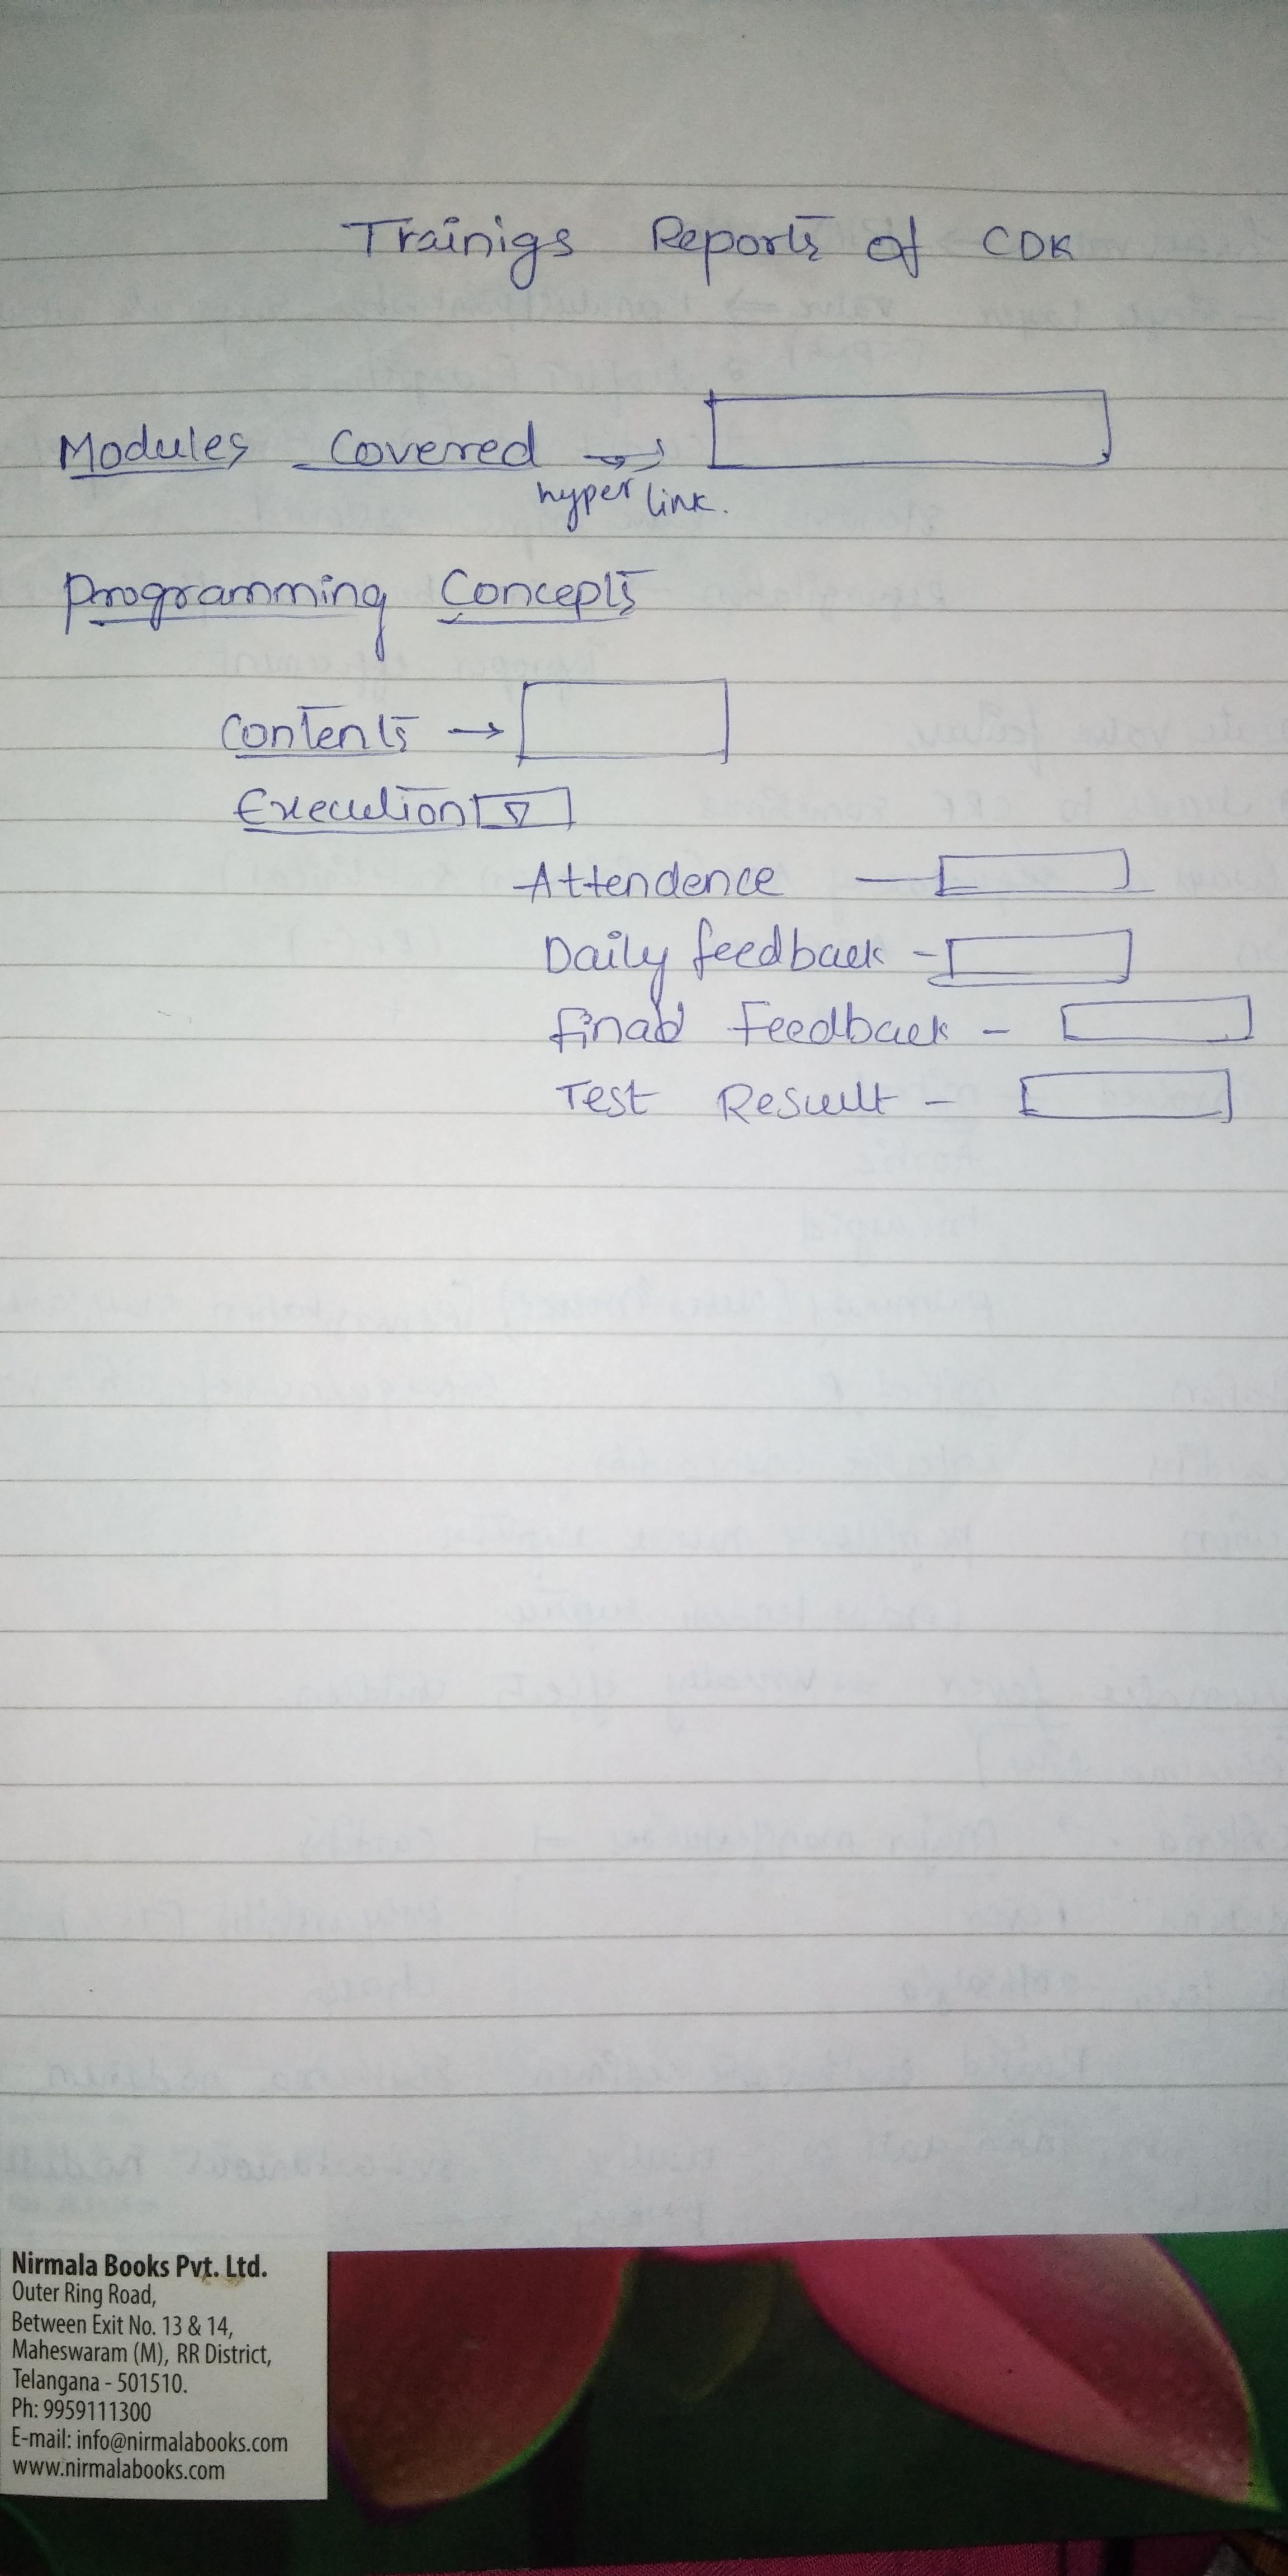 Trainigs Reports of CDK
Modules Covered →
hyper link.
Programming Concepts
Contents →
Execution
Attendence —
Daily feedback -
final Feedback -
Test Result -
Nirmala Books Pvt. Ltd.
Outer Ring Road,
Between Exit No. 13 & 14,
Maheswaram (M), RR District,
Telangana - 501510.
Ph: 9959111300
E-mail: info@nirmalabooks.com
www.nirmalabooks.com